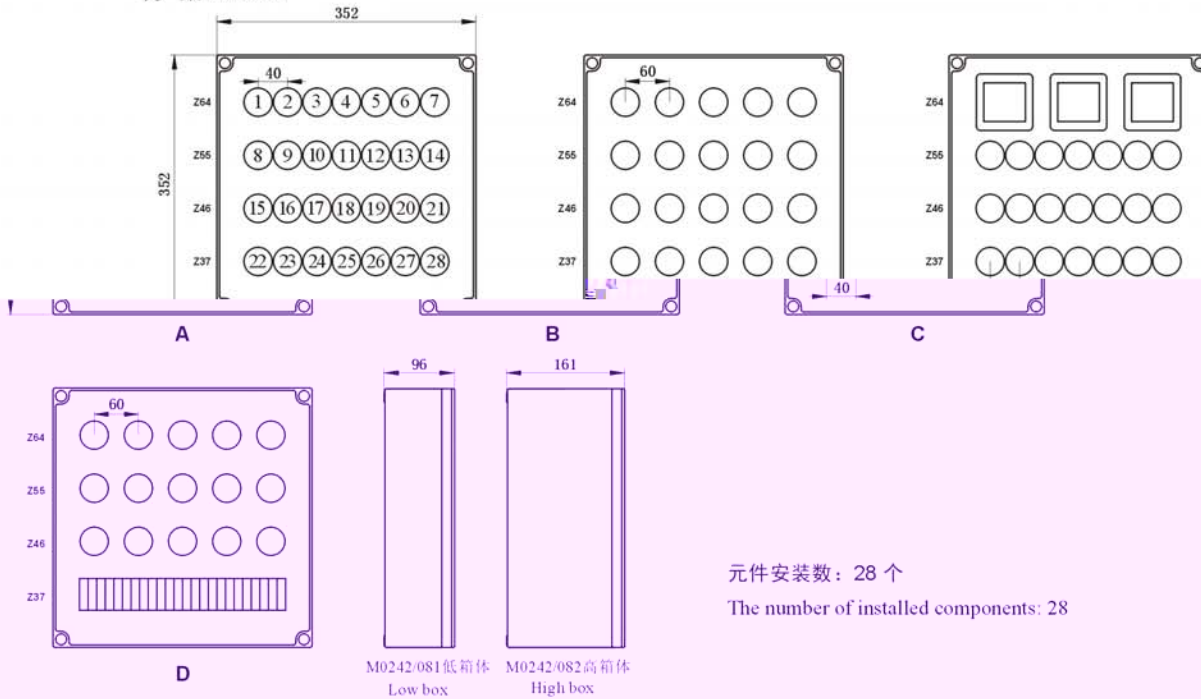 352
40
60
Z64
1 2 3 4 5 6 7
Z64
Z64
Z55
8 9 10 11 12 13 14
Z55
Z55
352
Z46
15 16 17 18 19 20 21
Z46
Z46
Z37
22 23 24 25 26 27 28
Z37
Z37
40
A
B
C
96
161
60
Z64
Z55
Z46
Z37
D
元件安装数：28 个
The number of installed components: 28
M0242/081低箱体
Low box
M0242/082高箱体
High box